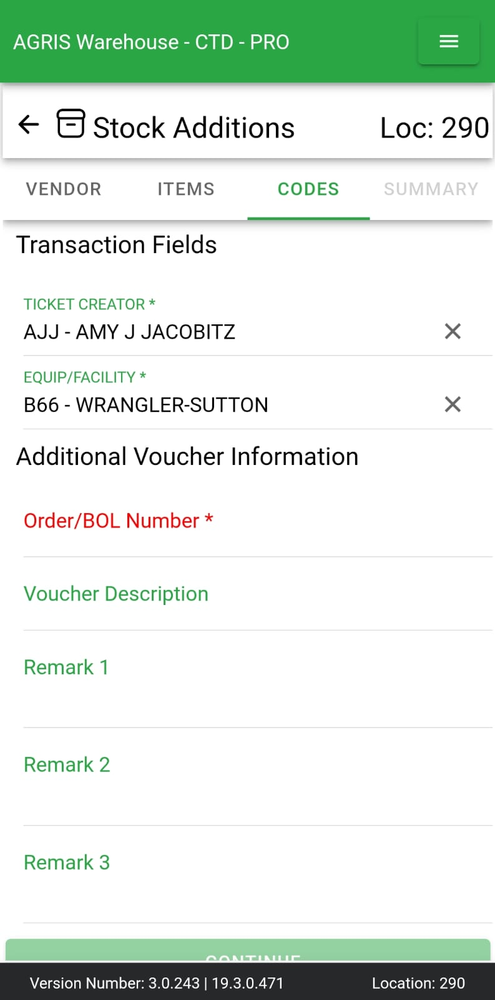 AGRIS Warehouse - CTD - PRO
Stock Additions Loc: 290
VENDOR ITEMS CODES SUMMARY
Transaction Fields
TICKET CREATOR *
AJJ - AMY J JACOBITZ
EQUIP/FACILITY *
B66 - WRANGLER-SUTTON
Additional Voucher Information
Order/BOL Number *
Voucher Description
Remark 1
Remark 2
Remark 3
CONTINUE
Version Number: 3.0.243 | 19.3.0.471 Location: 290